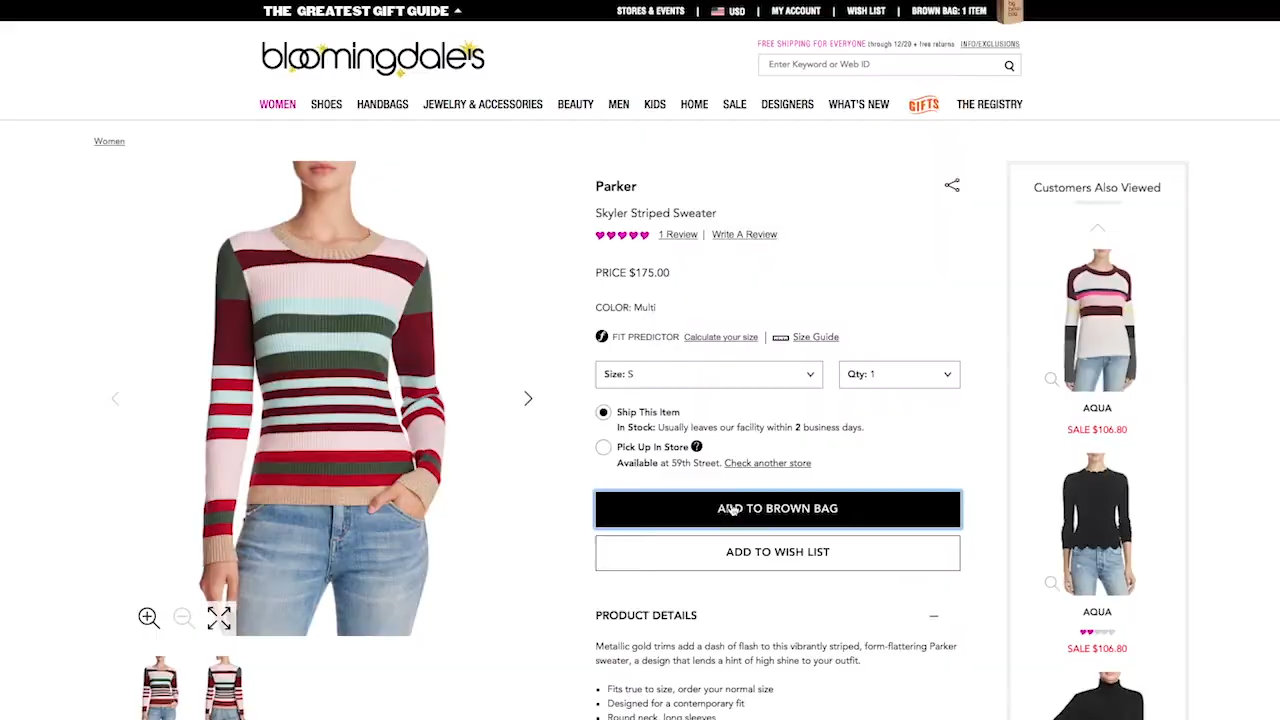 THE GREATEST GIFT GUIDE
STORES & EVENTS | USD | MY ACCOUNT | WISH LIST | BROWN BAG: 1 ITEM
bloomingdale's
FREE SHIPPING FOR EVERYONE through 12/20 + free returns INFO/EXCLUSIONS
Enter Keyword or Web ID
WOMEN SHOES HANDBAGS JEWELRY & ACCESSORIES BEAUTY MEN KIDS HOME SALE DESIGNERS WHAT'S NEW GIFTS THE REGISTRY
Women
Parker
Skyler Striped Sweater
1 Review | Write A Review
PRICE $175.00
COLOR: Multi
FIT PREDICTOR Calculate your size | Size Guide
Size: S Qty: 1
Ship This Item
In Stock: Usually leaves our facility within 2 business days.
Pick Up In Store ?
Available at 59th Street. Check another store
ADD TO BROWN BAG
ADD TO WISH LIST
PRODUCT DETAILS
Metallic gold trims add a dash of flash to this vibrantly striped, form-flattering Parker
sweater, a design that lends a hint of high shine to your outfit.
• Fits true to size, order your normal size
• Designed for a contemporary fit
• Round neck, long sleeves
Customers Also Viewed
AQUA
SALE $106.80
AQUA
SALE $106.80